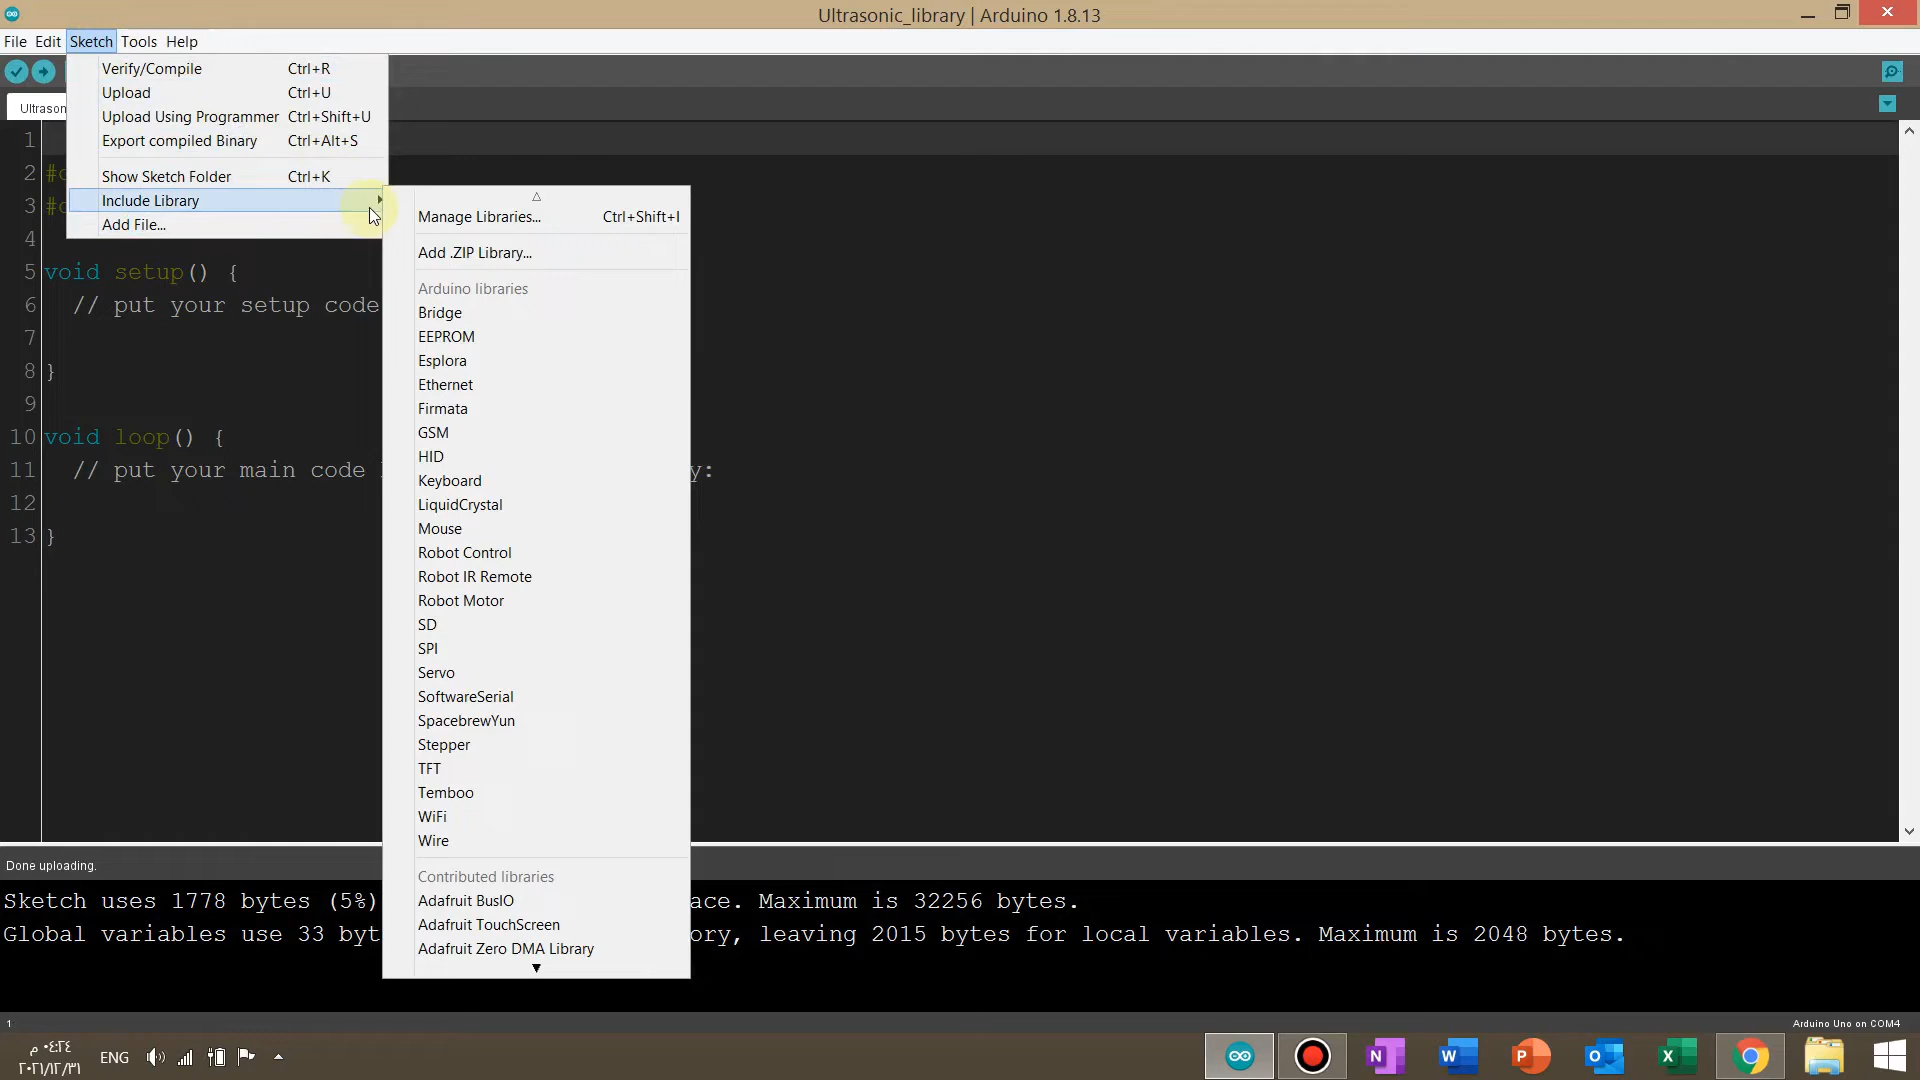 Ultrasonic_library | Arduino 1.8.13
File Edit Sketch Tools Help
Verify/Compile Ctrl+R
Upload Ctrl+U
Upload Using Programmer Ctrl+Shift+U
Export compiled Binary Ctrl+Alt+S
Show Sketch Folder Ctrl+K
Include Library
Add File...
Manage Libraries... Ctrl+Shift+I
Add .ZIP Library...
Arduino libraries
Bridge
EEPROM
Esplora
Ethernet
Firmata
GSM
HID
Keyboard
LiquidCrystal
Mouse
Robot Control
Robot IR Remote
Robot Motor
SD
SPI
Servo
SoftwareSerial
SpacebrewYun
Stepper
TFT
Temboo
WiFi
Wire
Contributed libraries
Adafruit BusIO
Adafruit TouchScreen
Adafruit Zero DMA Library
Ultrason
1
2 #
3 #
4
5 void setup() {
6 // put your setup code
7
8 }
9
10 void loop() {
11 // put your main code y:
12
13 }
Done uploading.
Sketch uses 1778 bytes (5%) ace. Maximum is 32256 bytes.
Global variables use 33 byt ory, leaving 2015 bytes for local variables. Maximum is 2048 bytes.
1 Arduino Uno on COM4
٠٤:٢٤ م
٢٠٢١/١٢/٣١
ENG
N W P O X